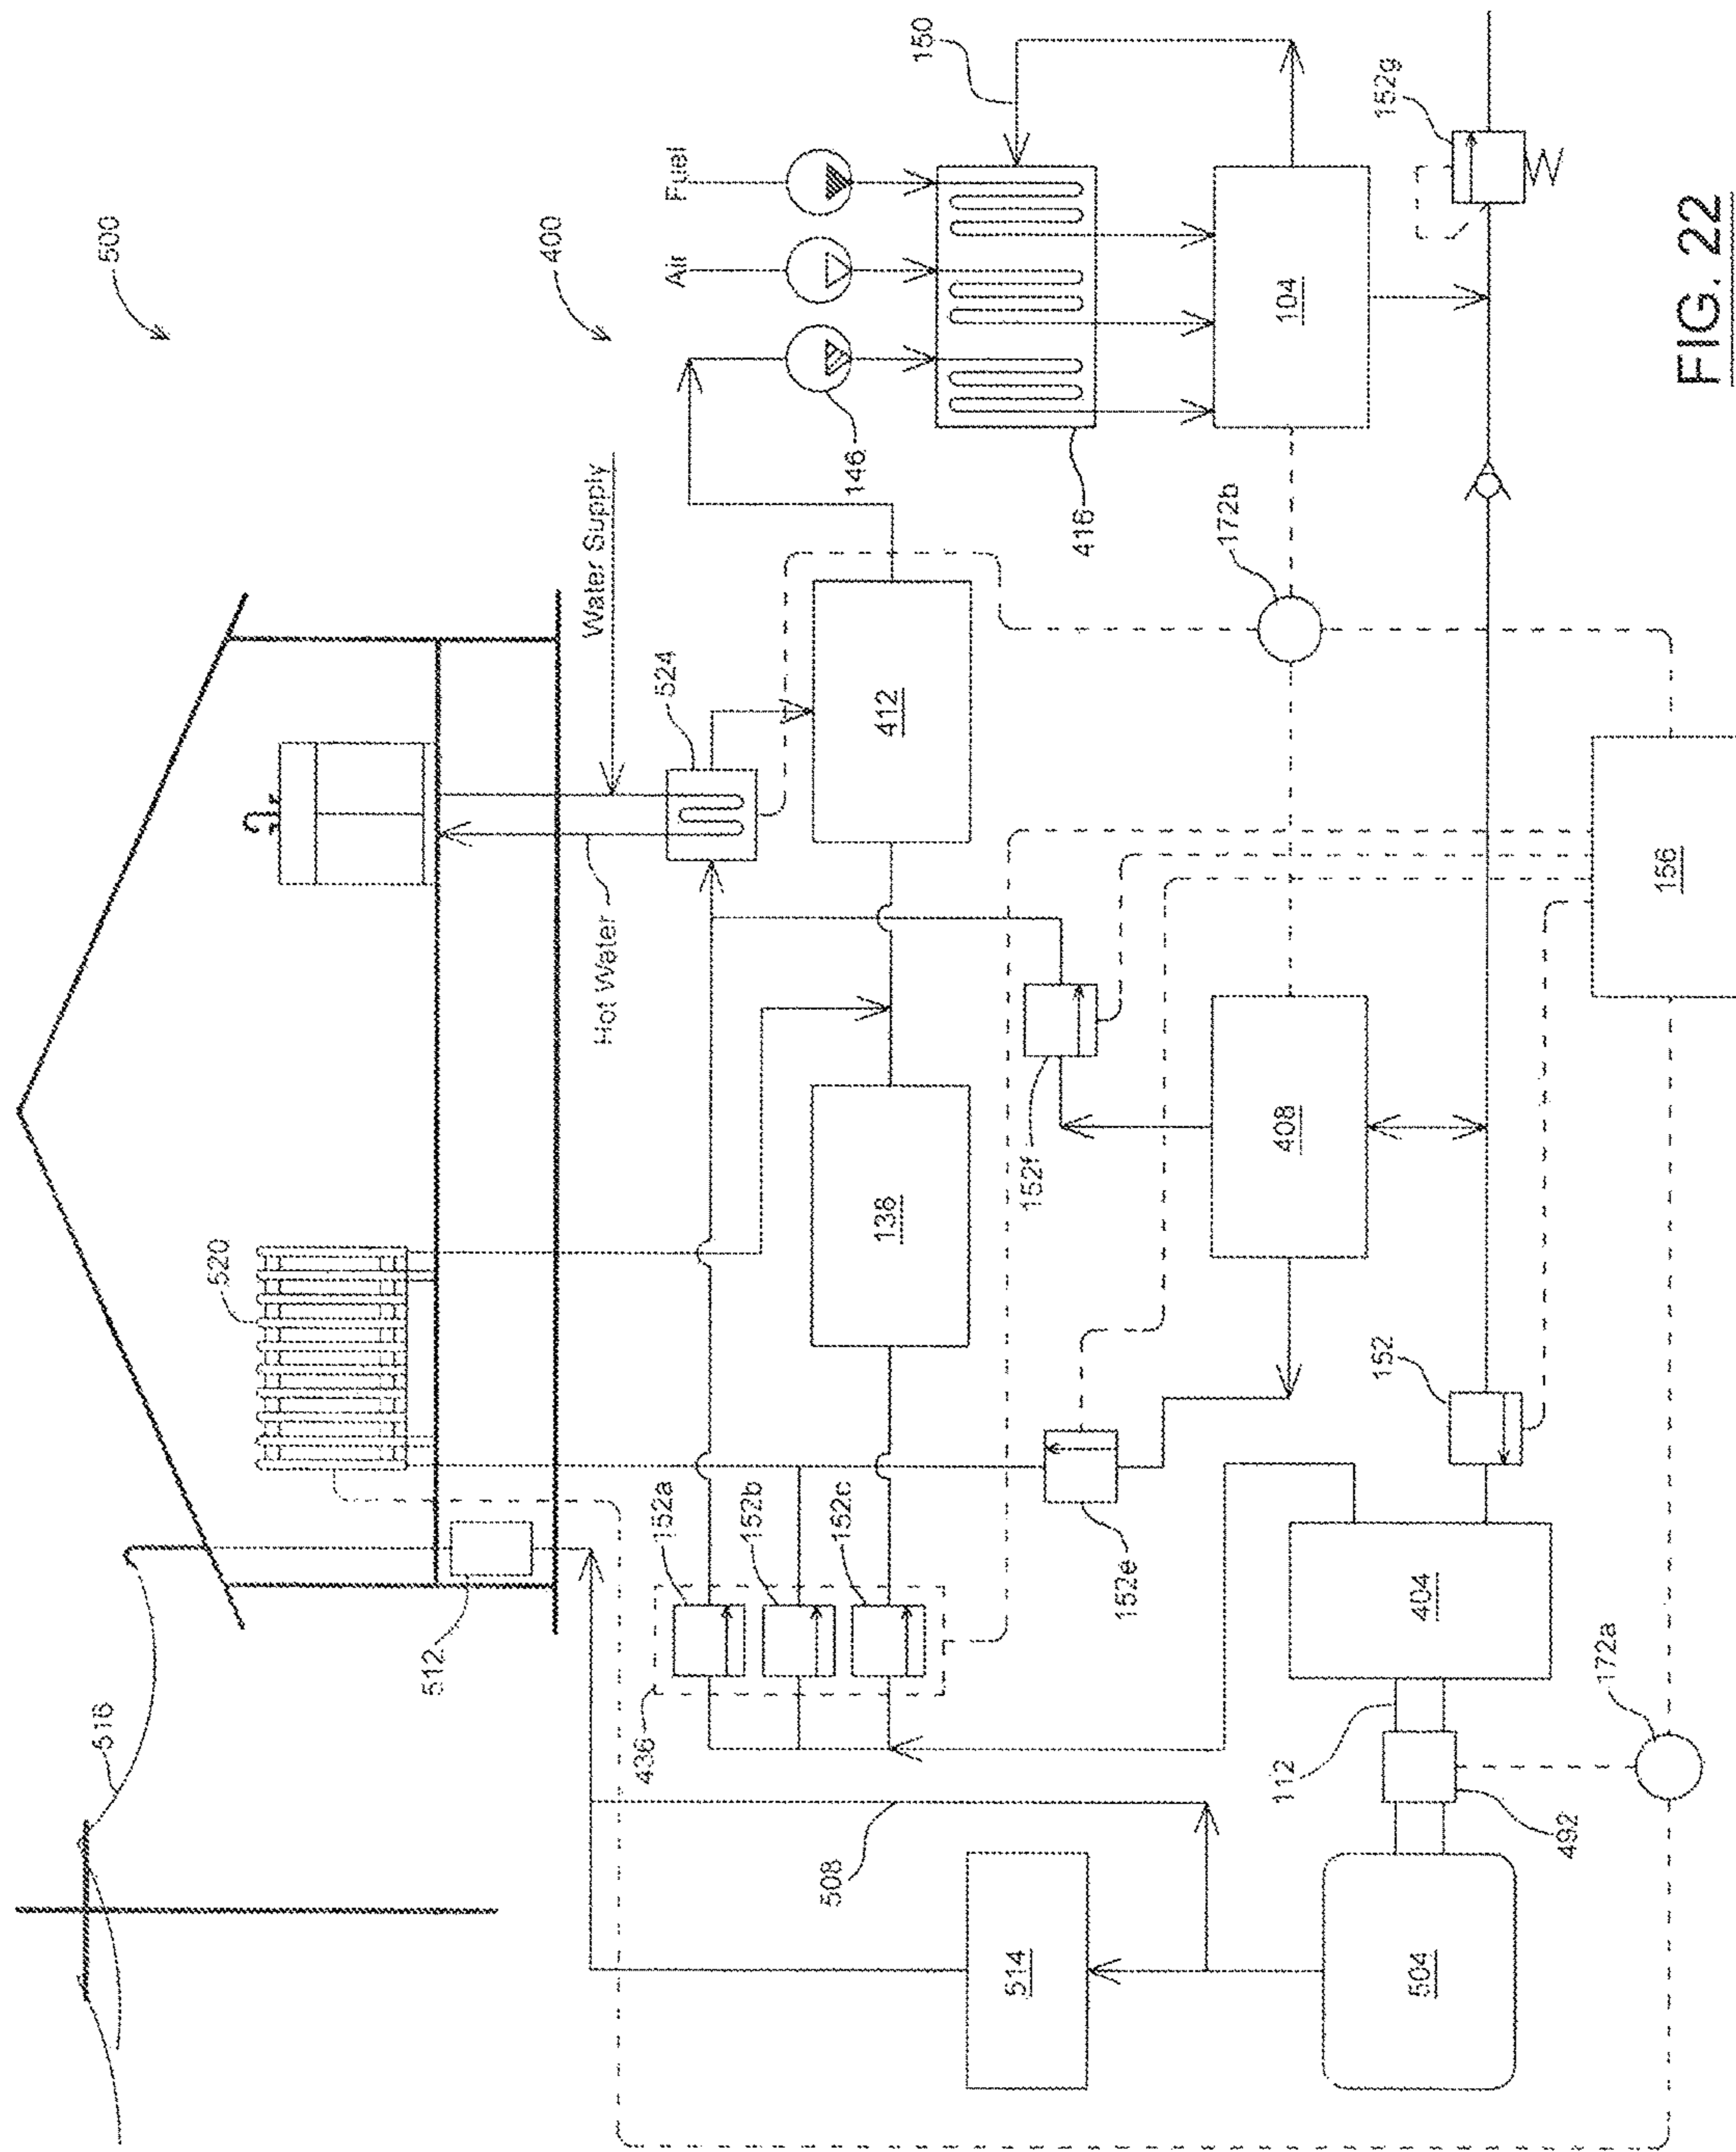 500
516
520
512
400
Water Supply
Hot Water
524
Fuel
Air
150
146
416
104
152g
412
138
436
152a
152b
152c
152f
152e
408
172b
152
404
112
492
172a
156
508
514
504
FIG. 22